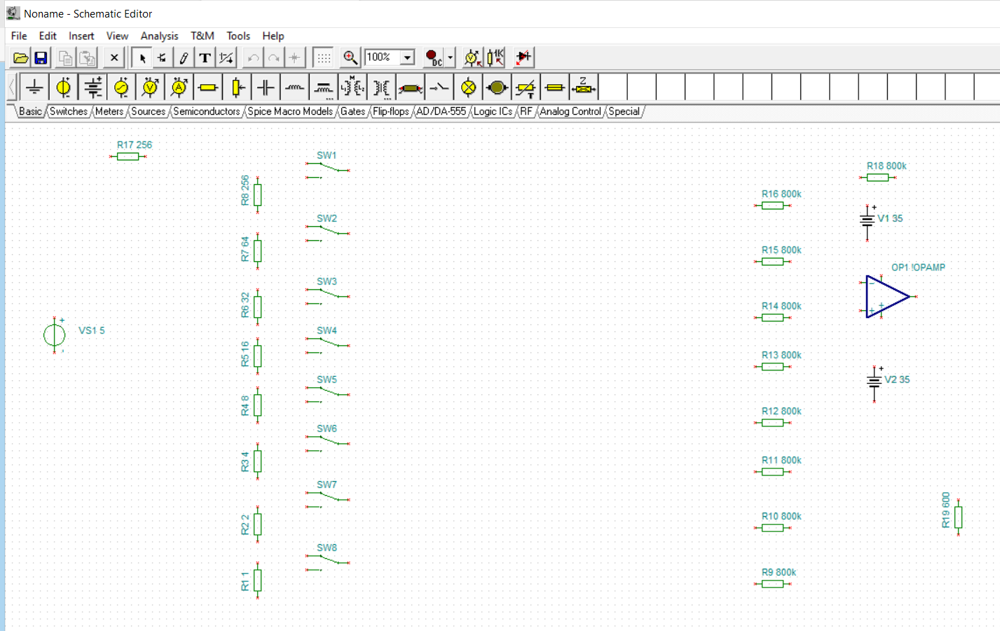 Noname - Schematic Editor
File Edit Insert View Analysis T&M Tools Help
T 100% DC 1K
M Z
Basic Switches Meters Sources Semiconductors Spice Macro Models Gates Flip-flops AD/DA-555 Logic ICs RF Analog Control Special
R17 256
SW1
R18 800k
R8 256
R16 800k
SW2
V1 35
R7 64
R15 800k
OP1 !OPAMP
SW3
R6 32
R14 800k
VS1 5
SW4
R5 16
R13 800k
SW5
V2 35
R4 8
R12 800k
SW6
R3 4
R11 800k
SW7
R19 600
R2 2
R10 800k
SW8
R1 1
R9 800k